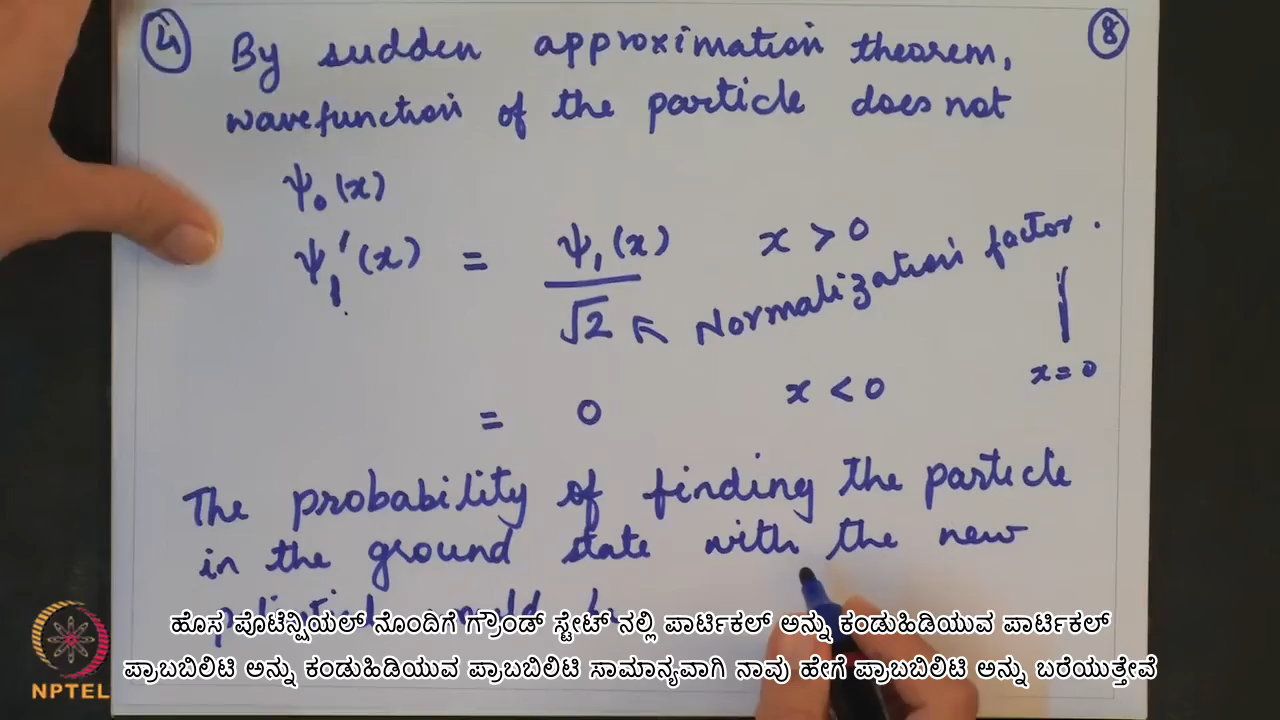 ④ By sudden approximation theorem, ⑧
wavefunction of the particle does not
ψ₀(x)
ψ₁'(x) = ψ₁(x)/√2 x > 0
↖ Normalization factor.
x = 0
= 0 x < 0
The probability of finding the particle
in the ground state with the new
ಹೊಸ ಪೊಟೆನ್ಷಿಯಲ್ ನೊಂದಿಗೆ ಗ್ರೌಂಡ್ ಸ್ಟೇಟ್ ನಲ್ಲಿ ಪಾರ್ಟಿಕಲ್ ಅನ್ನು ಕಂಡುಹಿಡಿಯುವ ಪಾರ್ಟಿಕಲ್
ಪ್ರಾಬಬಿಲಿಟಿ ಅನ್ನು ಕಂಡುಹಿಡಿಯುವ ಪ್ರಾಬಬಿಲಿಟಿ ಸಾಮಾನ್ಯವಾಗಿ ನಾವು ಹೇಗೆ ಪ್ರಾಬಬಿಲಿಟಿ ಅನ್ನು ಬರೆಯುತ್ತೇವೆ
NPTEL